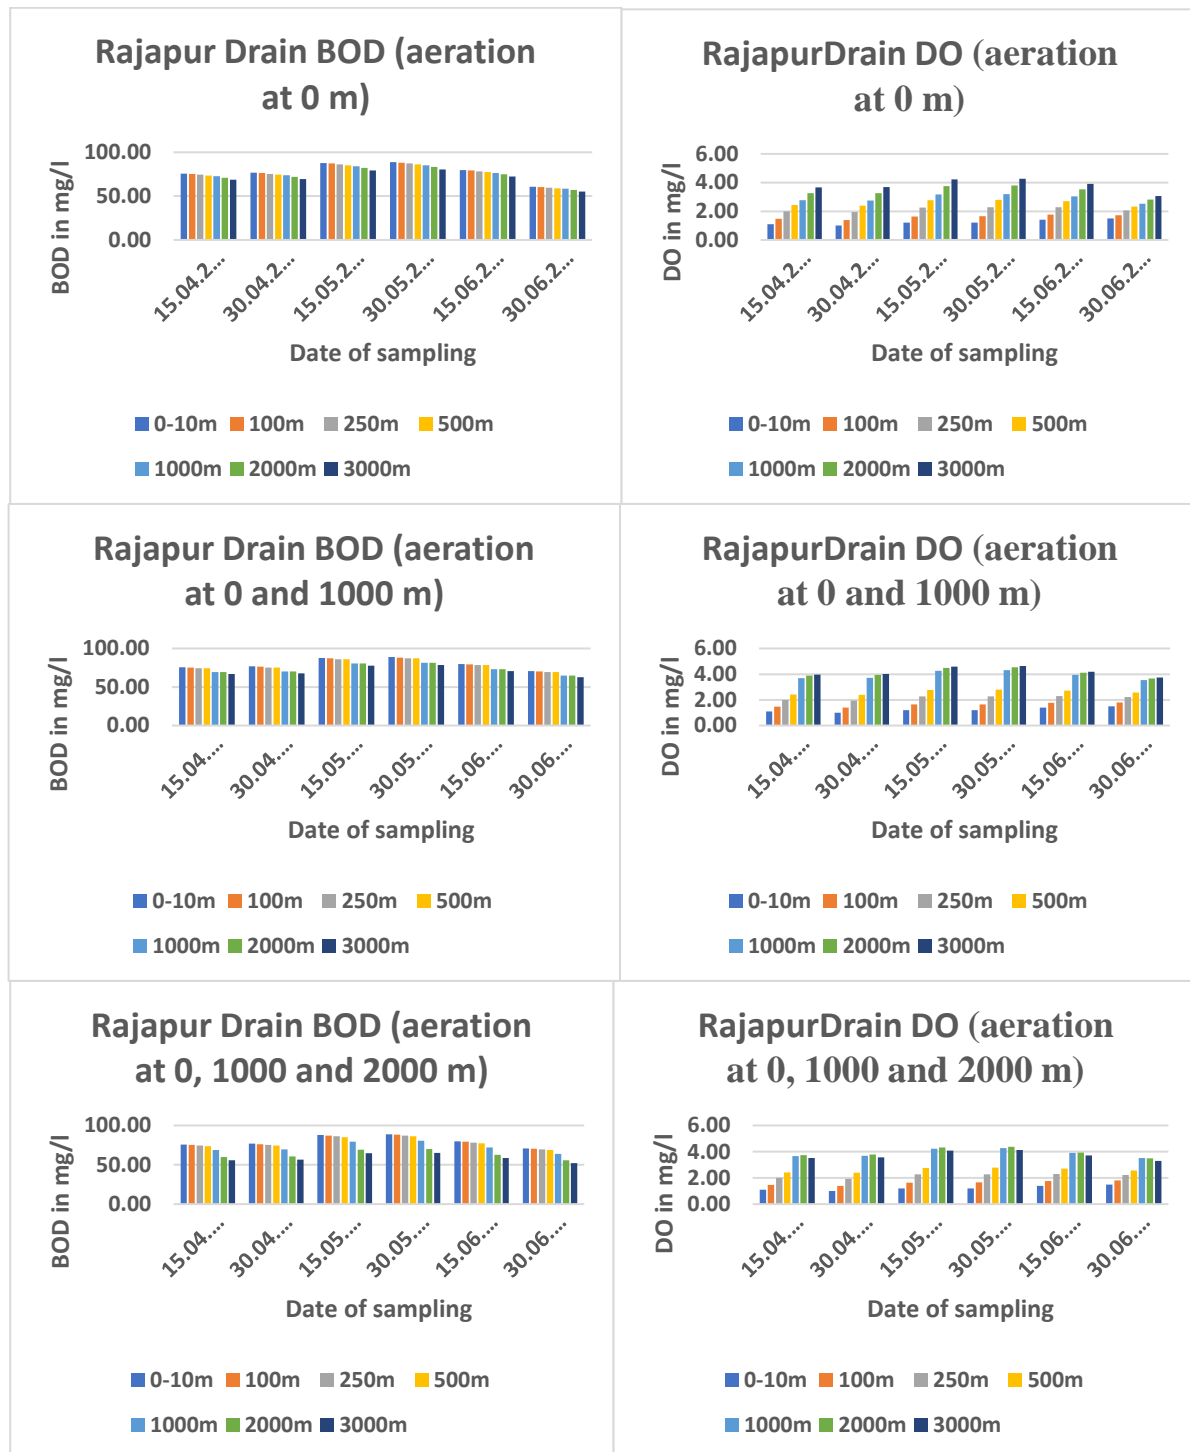 Rajapur Drain BOD (aeration
at 0 m)
BOD in mg/l
100.00
50.00
0.00
15.04.2...
30.04.2...
15.05.2...
30.05.2...
15.06.2...
30.06.2...
Date of sampling
0-10m 100m 250m 500m
1000m 2000m 3000m
RajapurDrain DO (aeration
at 0 m)
DO in mg/l
6.00
4.00
2.00
0.00
15.04.2...
30.04.2...
15.05.2...
30.05.2...
15.06.2...
30.06.2...
Date of sampling
0-10m 100m 250m 500m
1000m 2000m 3000m
Rajapur Drain BOD (aeration
at 0 and 1000 m)
BOD in mg/l
100.00
50.00
0.00
15.04....
30.04....
15.05....
30.05....
15.06....
30.06....
Date of sampling
0-10m 100m 250m 500m
1000m 2000m 3000m
RajapurDrain DO (aeration
at 0 and 1000 m)
DO in mg/l
6.00
4.00
2.00
0.00
15.04....
30.04....
15.05....
30.05....
15.06....
30.06....
Date of sampling
0-10m 100m 250m 500m
1000m 2000m 3000m
Rajapur Drain BOD (aeration
at 0, 1000 and 2000 m)
BOD in mg/l
100.00
50.00
0.00
15.04....
30.04....
15.05....
30.05....
15.06....
30.06....
Date of sampling
0-10m 100m 250m 500m
1000m 2000m 3000m
RajapurDrain DO (aeration
at 0, 1000 and 2000 m)
DO in mg/l
6.00
4.00
2.00
0.00
15.04....
30.04....
15.05....
30.05....
15.06....
30.06....
Date of sampling
0-10m 100m 250m 500m
1000m 2000m 3000m